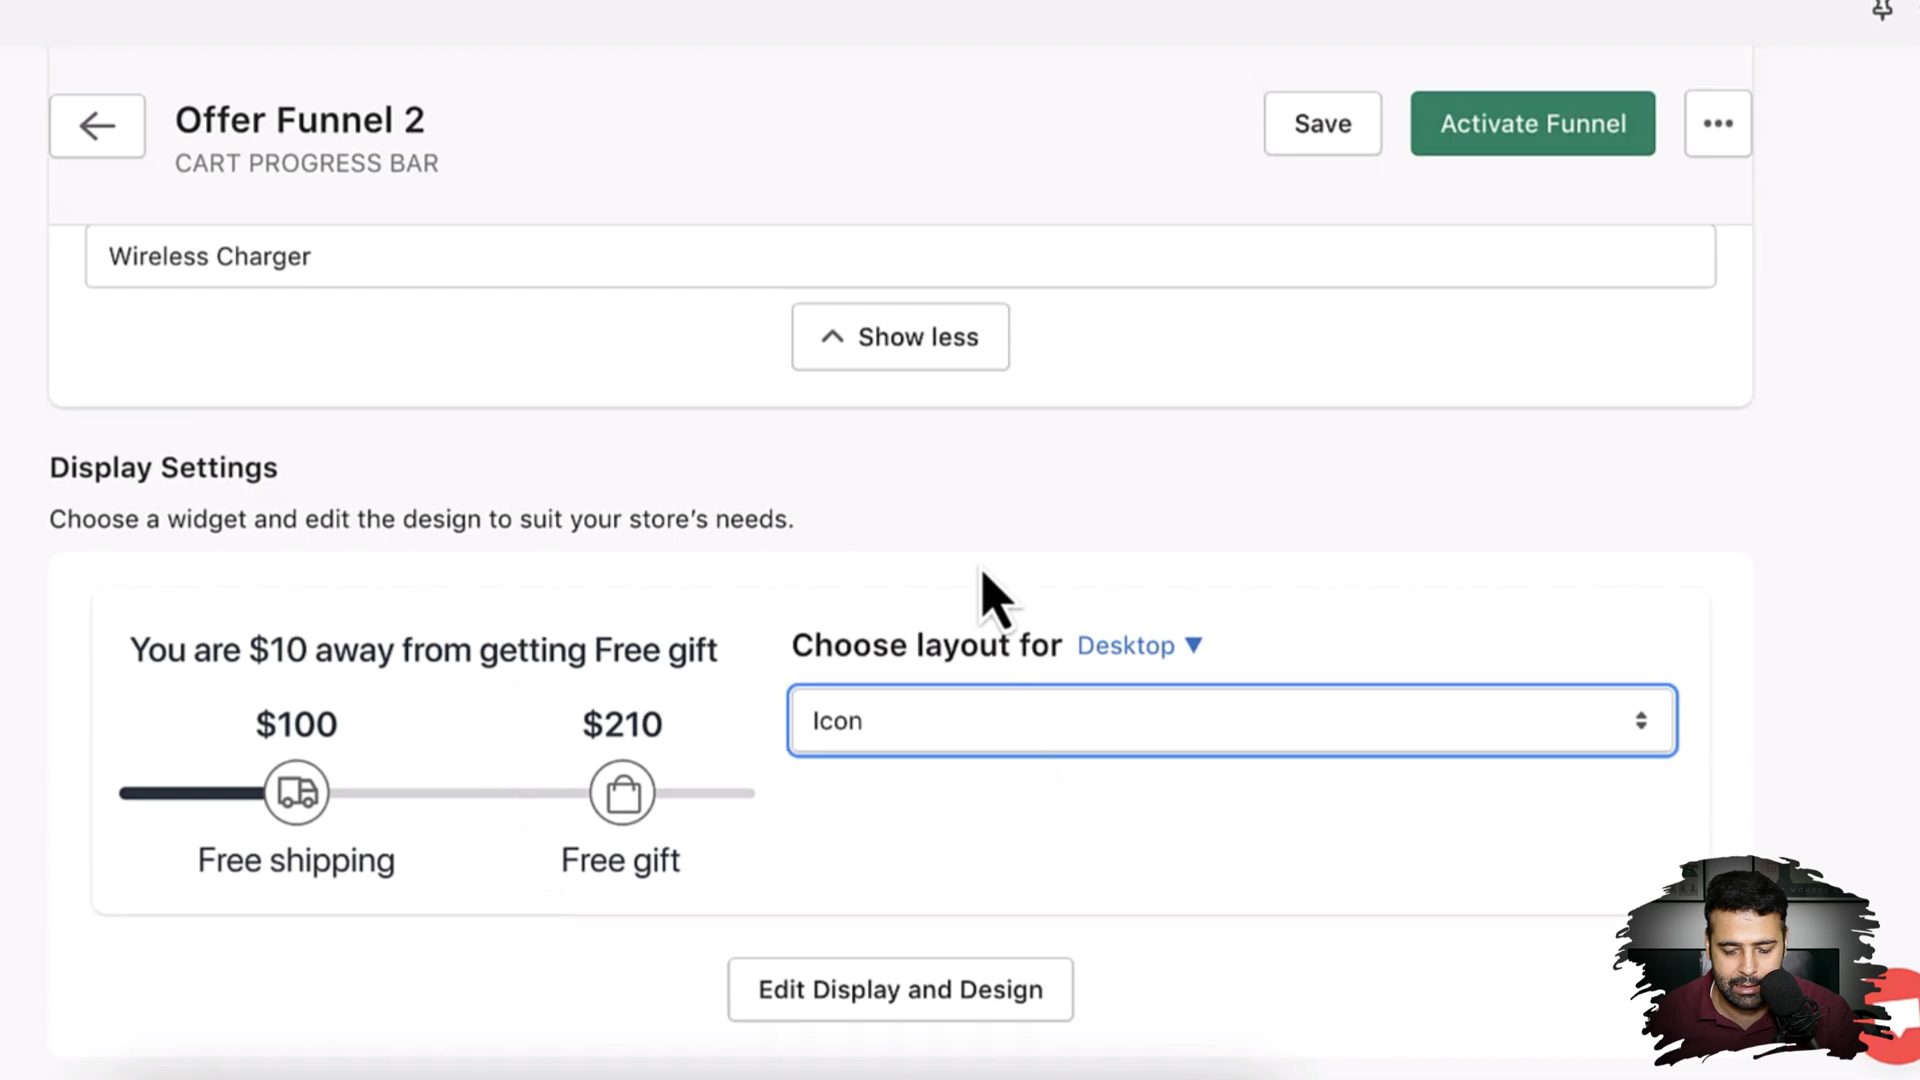 Offer Funnel 2
CART PROGRESS BAR
Save
Activate Funnel
Wireless Charger
Show less
Display Settings
Choose a widget and edit the design to suit your store's needs.
You are $10 away from getting Free gift
$100
$210
Free shipping
Free gift
Choose layout for Desktop ▼
Icon
Edit Display and Design